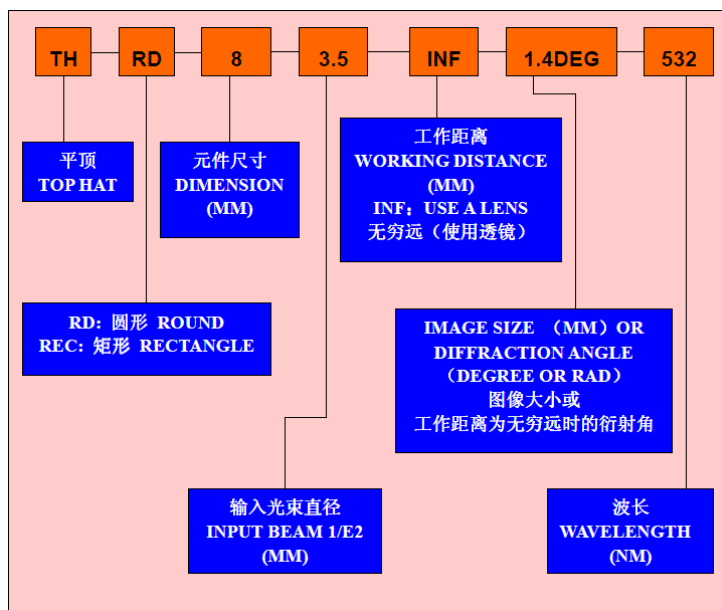 TH RD 8 3.5 INF 1.4DEG 532
平顶
TOP HAT
元件尺寸
DIMENSION
(MM)
工作距离
WORKING DISTANCE
(MM)
INF：USE A LENS
无穷远（使用透镜）
RD: 圆形 ROUND
REC: 矩形 RECTANGLE
IMAGE SIZE （MM）OR
DIFFRACTION ANGLE
（DEGREE OR RAD）
图像大小或
工作距离为无穷远时的衍射角
输入光束直径
INPUT BEAM 1/E2
(MM)
波长
WAVELENGTH
(NM)